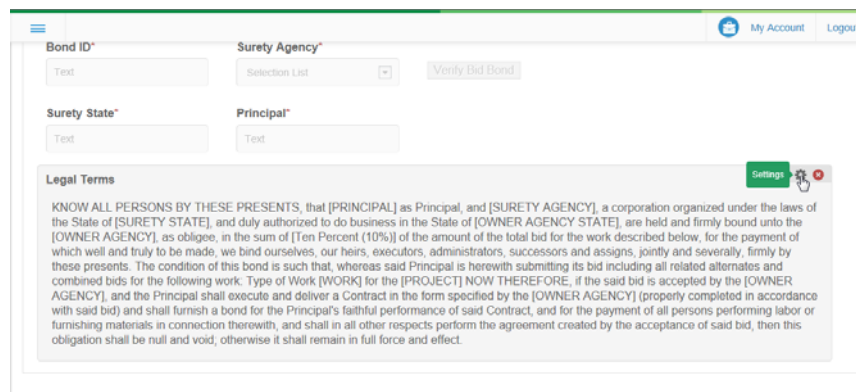 My Account Logou
Bond ID* Surety Agency*
Text Selection List Verify Bid Bond
Surety State* Principal*
Text Text
Legal Terms Settings
KNOW ALL PERSONS BY THESE PRESENTS, that [PRINCIPAL] as Principal, and [SURETY AGENCY], a corporation organized under the laws of
the State of [SURETY STATE], and duly authorized to do business in the State of [OWNER AGENCY STATE], are held and firmly bound unto the
[OWNER AGENCY], as obligee, in the sum of [Ten Percent (10%)] of the amount of the total bid for the work described below, for the payment of
which well and truly to be made, we bind ourselves, our heirs, executors, administrators, successors and assigns, jointly and severally, firmly by
these presents. The condition of this bond is such that, whereas said Principal is herewith submitting its bid including all related alternates and
combined bids for the following work: Type of Work [WORK] for the [PROJECT] NOW THEREFORE, if the said bid is accepted by the [OWNER
AGENCY], and the Principal shall execute and deliver a Contract in the form specified by the [OWNER AGENCY] (properly completed in accordance
with said bid) and shall furnish a bond for the Principal's faithful performance of said Contract, and for the payment of all persons performing labor or
furnishing materials in connection therewith, and shall in all other respects perform the agreement created by the acceptance of said bid, then this
obligation shall be null and void; otherwise it shall remain in full force and effect.